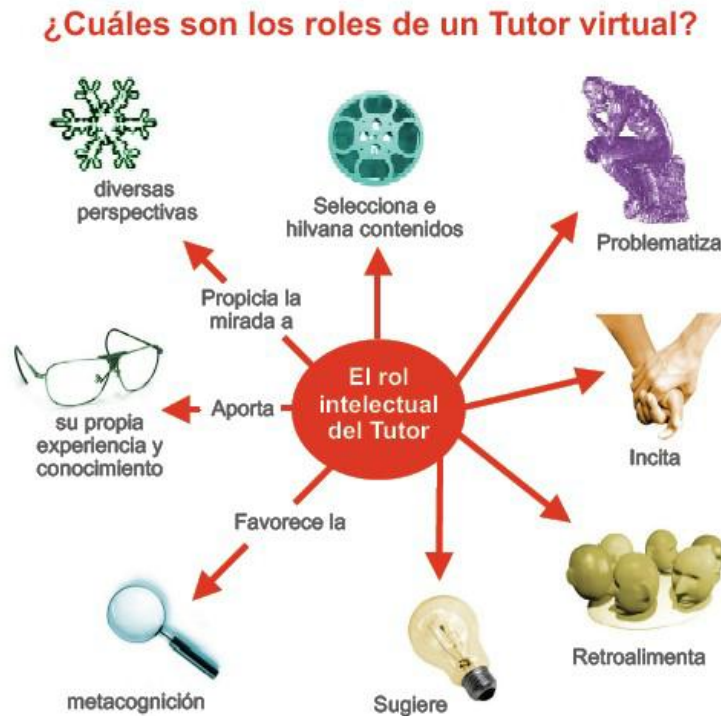 ¿Cuáles son los roles de un Tutor virtual?
diversas
perspectivas
Selecciona e
hilvana contenidos
Problematiza
Propicia la
mirada a
El rol
intelectual
del Tutor
Aporta
su propia
experiencia y
conocimiento
Incita
Favorece la
metacognición
Sugiere
Retroalimenta